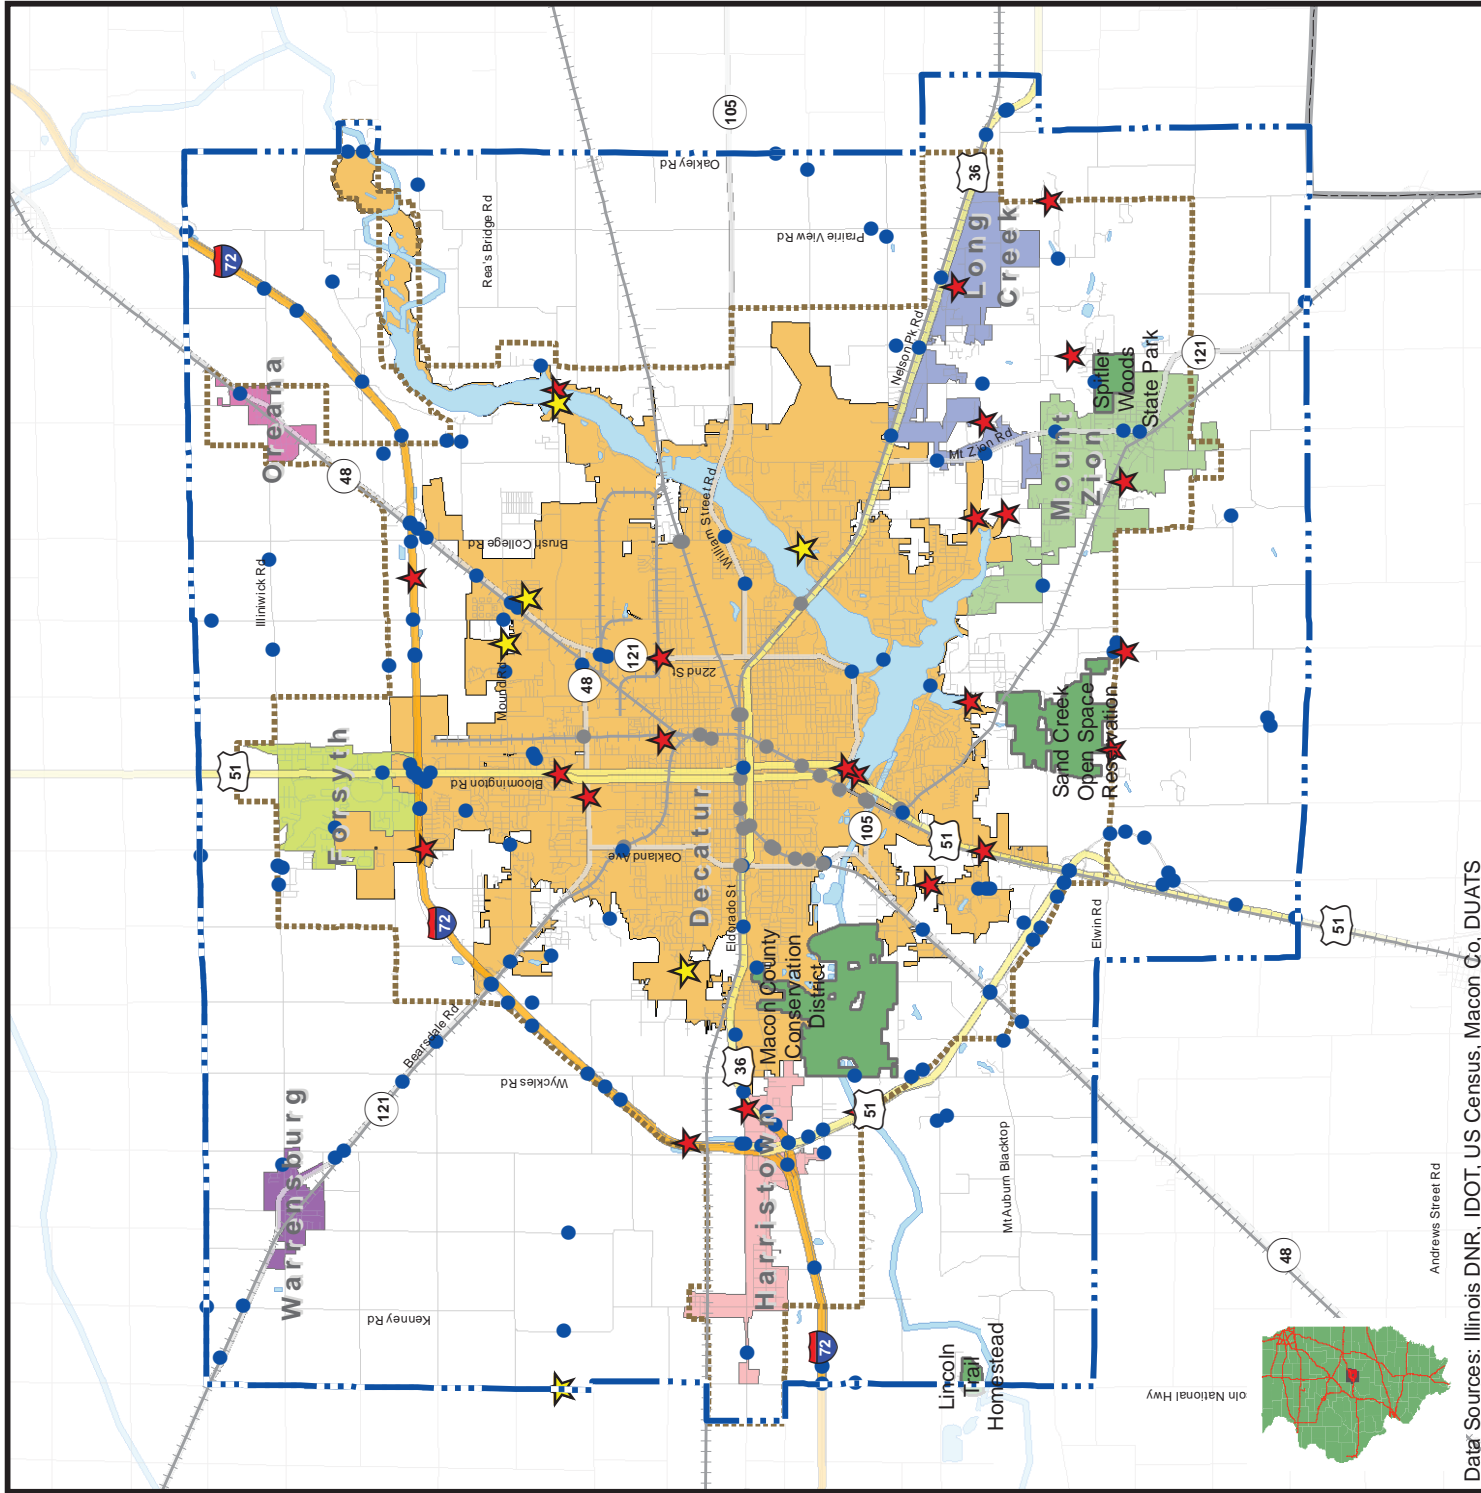 105
Oakley Rd
36
72
Rea's Bridge Rd
Prairie View Rd
Long
Creek
Oreana
48
Nelson Pk Rd
121
Spitler
Woods
State Park
Mt Zion Rd
Mount
Zion
Illiniwick Rd
Brush College Rd
William Street Rd
121
22nd St
48
Mound Rd
Sand Creek
Open Space
Reservation
51
Forsyth
Bloomington Rd
Decatur
Oakland Ave
105
51
72
Eldorado St
Elwin Rd
51
Macon County
Conservation
District
Bearsdale Rd
Wyckles Rd
36
121
51
Warrensburg
Harristown
Mt Auburn Blacktop
Kenney Rd
72
48
Andrews Street Rd
Lincoln
Trail
Homestead
oln National Hwy
Data Sources: Illinois DNR, IDOT, US Census, Macon Co, DUATS